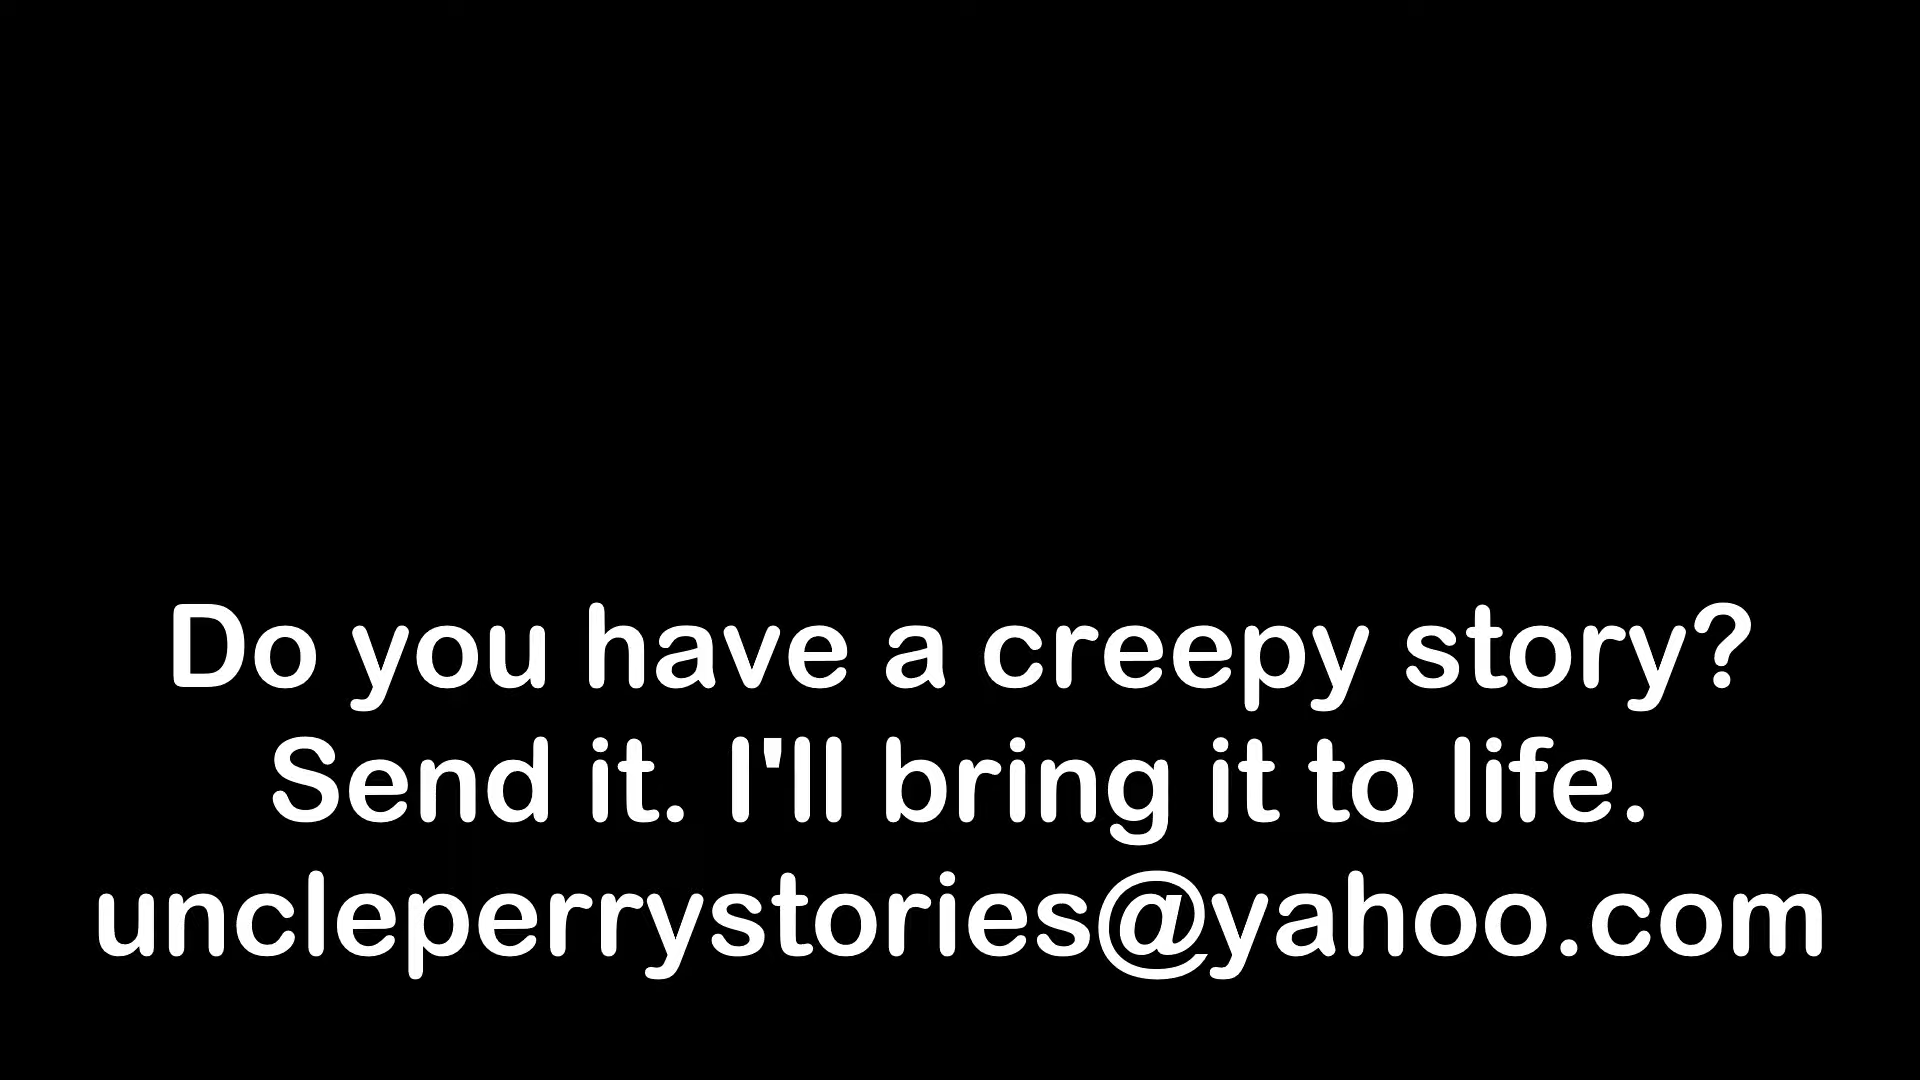 Do you have a creepy story?
Send it. I'll bring it to life.
uncleperrystories@yahoo.com